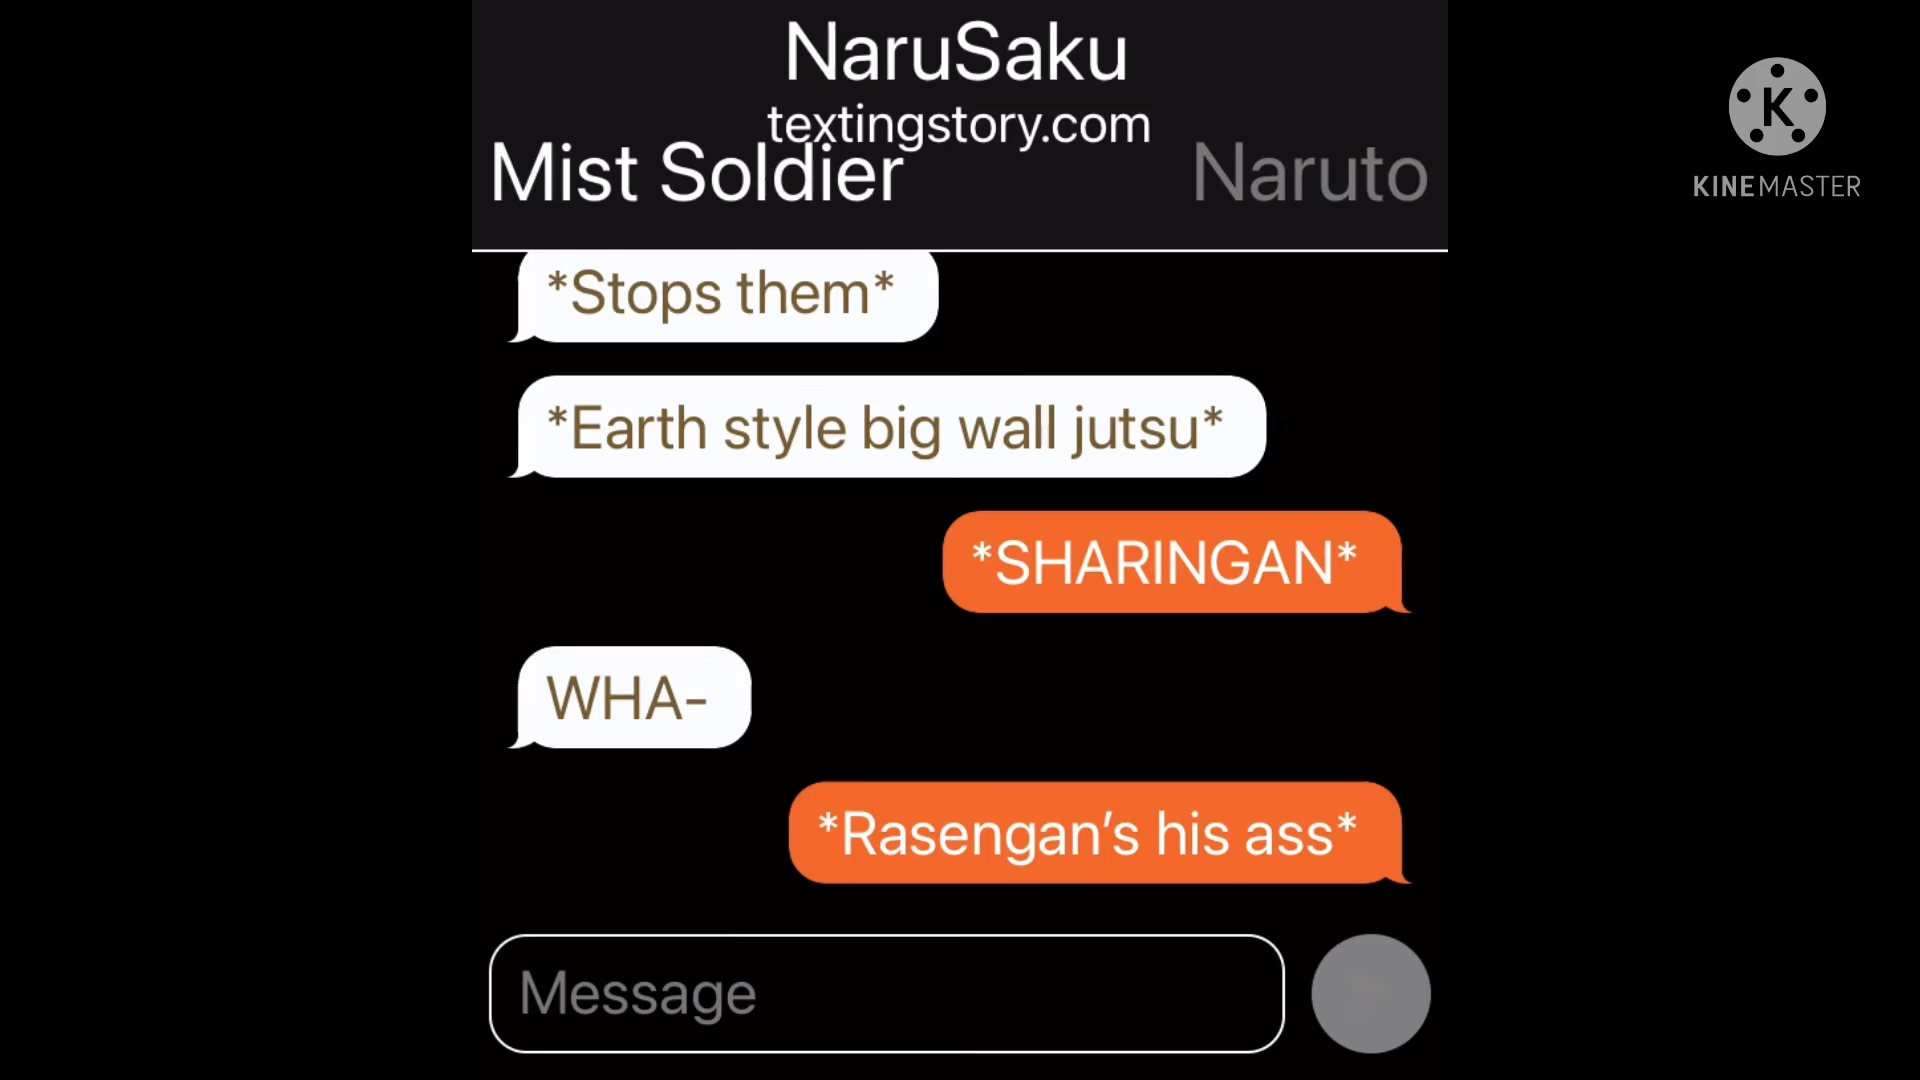 NaruSaku
textingstory.com
Mist Soldier
Naruto
K
KINEMASTER
*Stops them*
*Earth style big wall jutsu*
*SHARINGAN*
WHA-
*Rasengan’s his ass*
Message